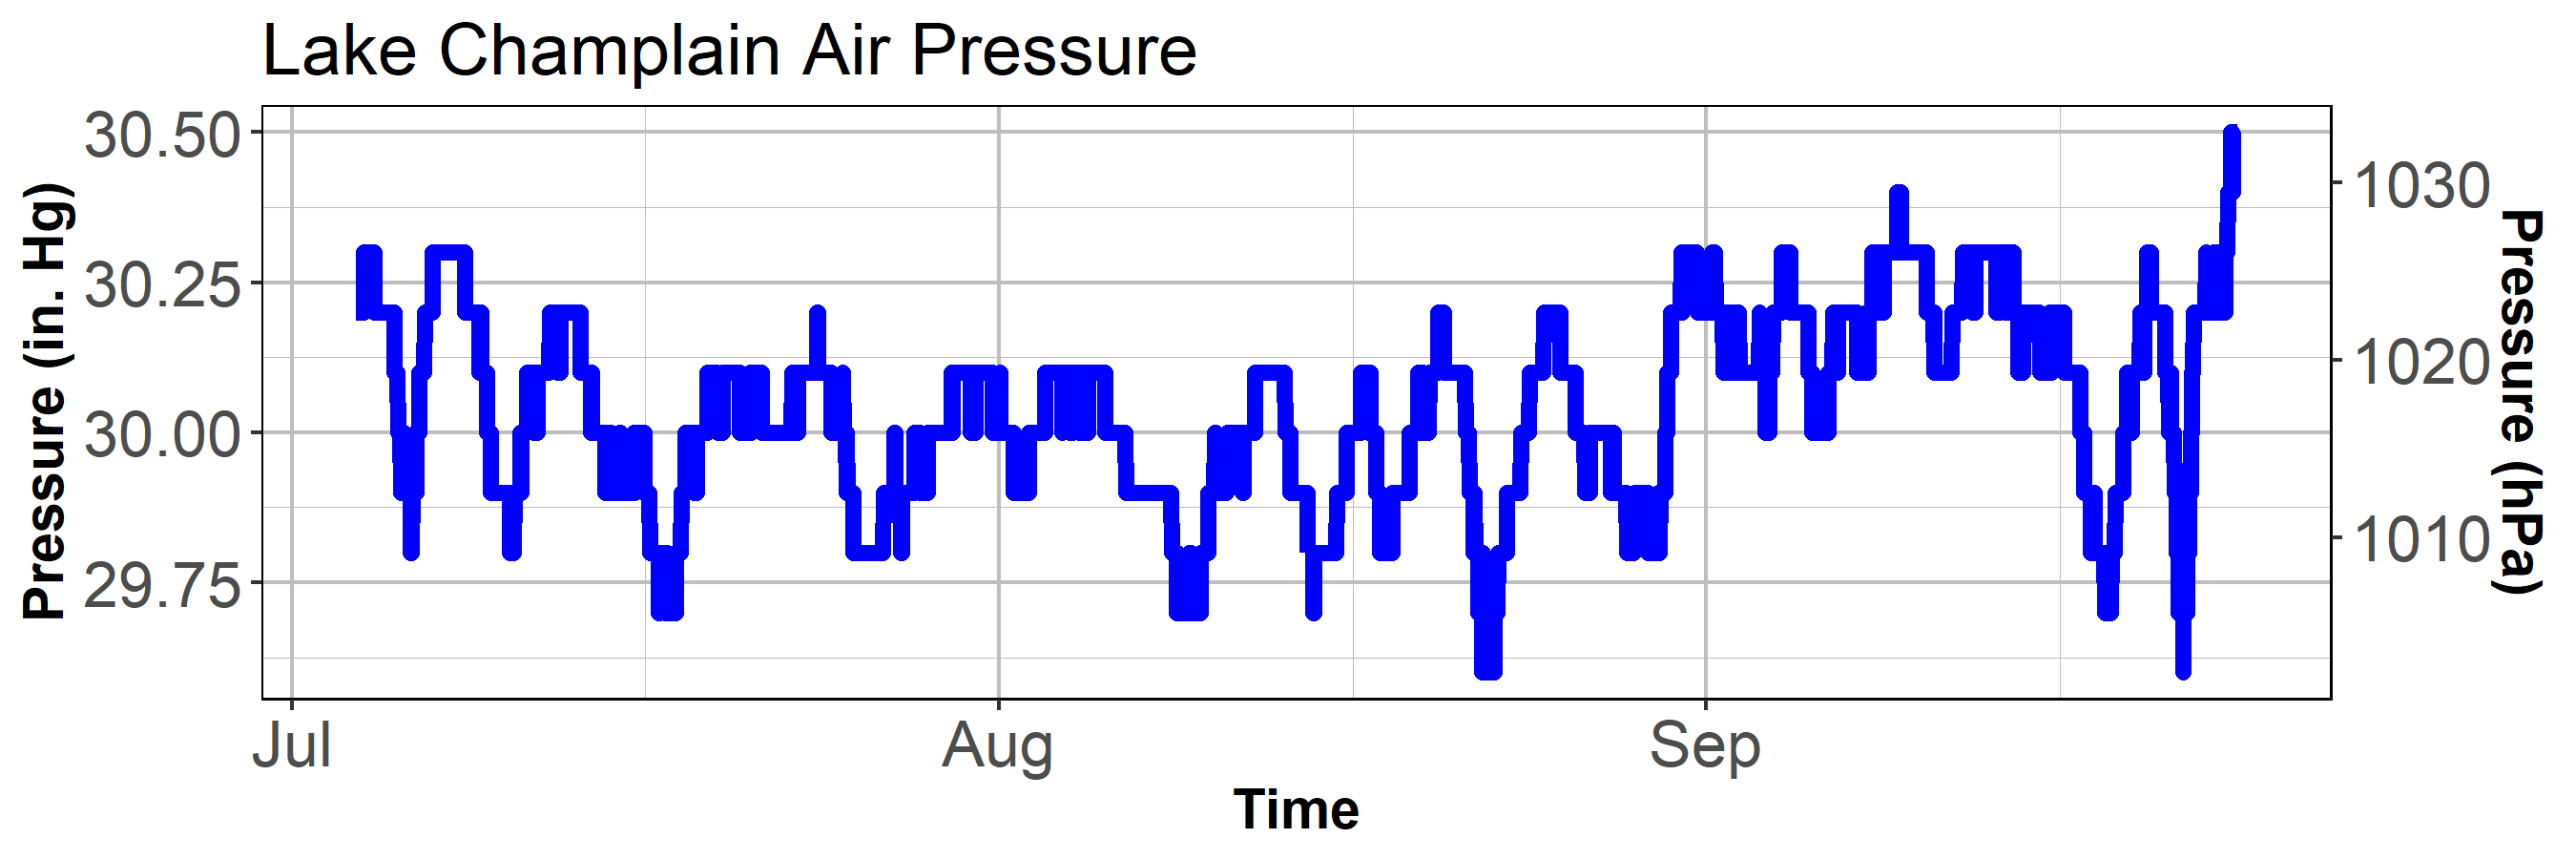 Lake Champlain Air Pressure
Pressure (in. Hg)
30.50
30.25
30.00
29.75
1030
1020
1010
Pressure (hPa)
Jul Aug Sep
Time